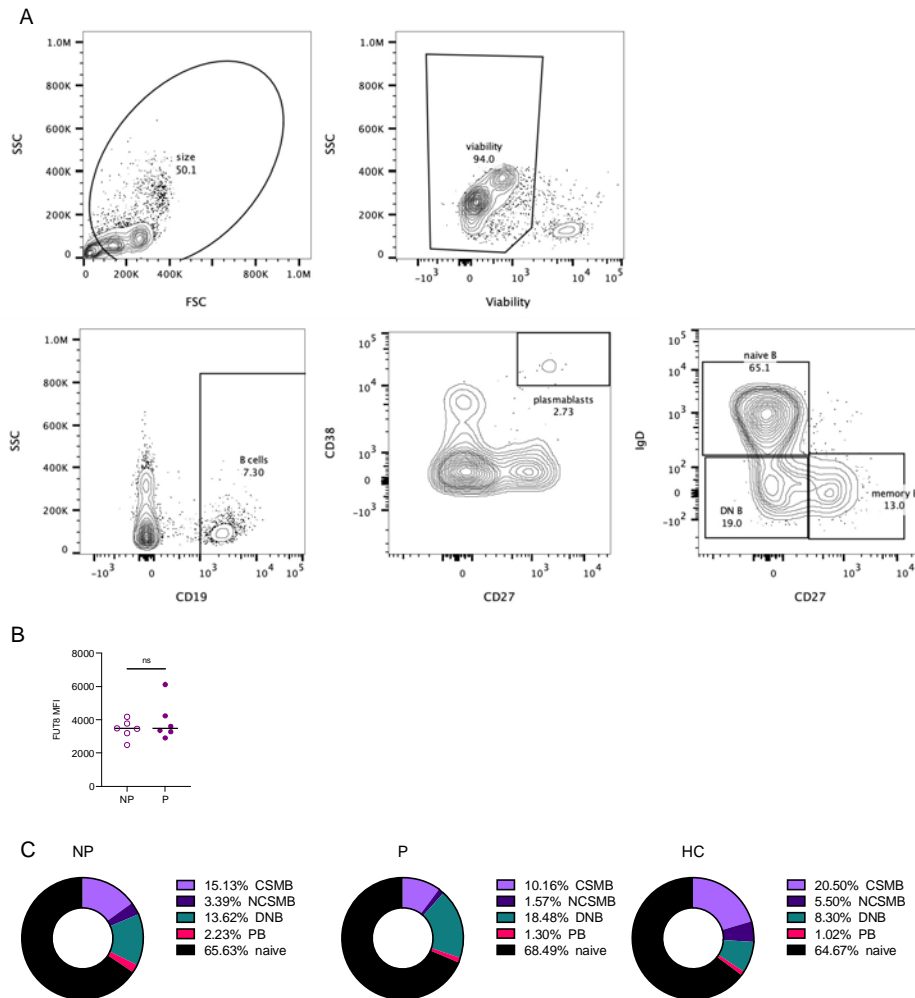 A
1.0M
800K
600K
400K
200K
0
SSC
size
50.1
0
200K
400K
600K
800K
1.0M
FSC
1.0M
800K
600K
400K
200K
0
SSC
viability
94.0
-10³
0
10³
10⁴
10⁵
Viability
1.0M
800K
600K
400K
200K
0
SSC
B cells
7.30
-10³
0
10³
10⁴
10⁵
CD19
10⁵
10⁴
10³
0
-10³
CD38
plasmablasts
2.73
0
10³
10⁴
CD27
10⁵
10⁴
10³
10²
0
-10²
IgD
naive B
65.1
DN B
19.0
memory B
13.0
0
10³
10⁴
CD27
B
8000
6000
4000
2000
0
FUT8 MFI
ns
NP
P
C
NP
15.13% CSMB
3.39% NCSMB
13.62% DNB
2.23% PB
65.63% naive
P
10.16% CSMB
1.57% NCSMB
18.48% DNB
1.30% PB
68.49% naive
HC
20.50% CSMB
5.50% NCSMB
8.30% DNB
1.02% PB
64.67% naive